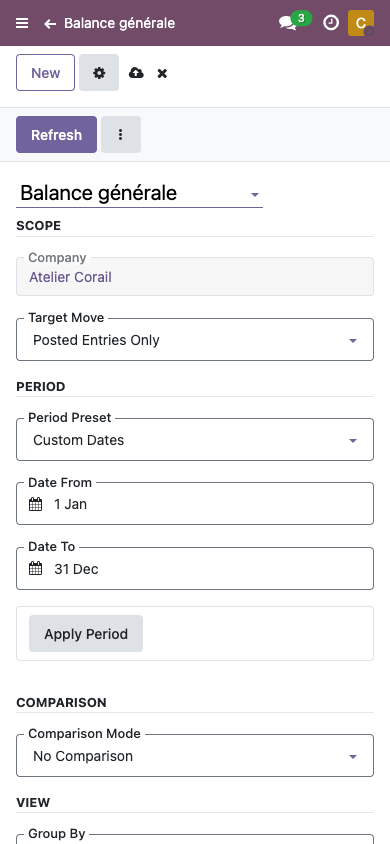 Balance générale
3
C
New
Refresh
Balance générale
SCOPE
Company
Atelier Corail
Target Move
Posted Entries Only
PERIOD
Period Preset
Custom Dates
Date From
1 Jan
Date To
31 Dec
Apply Period
COMPARISON
Comparison Mode
No Comparison
VIEW
Group By